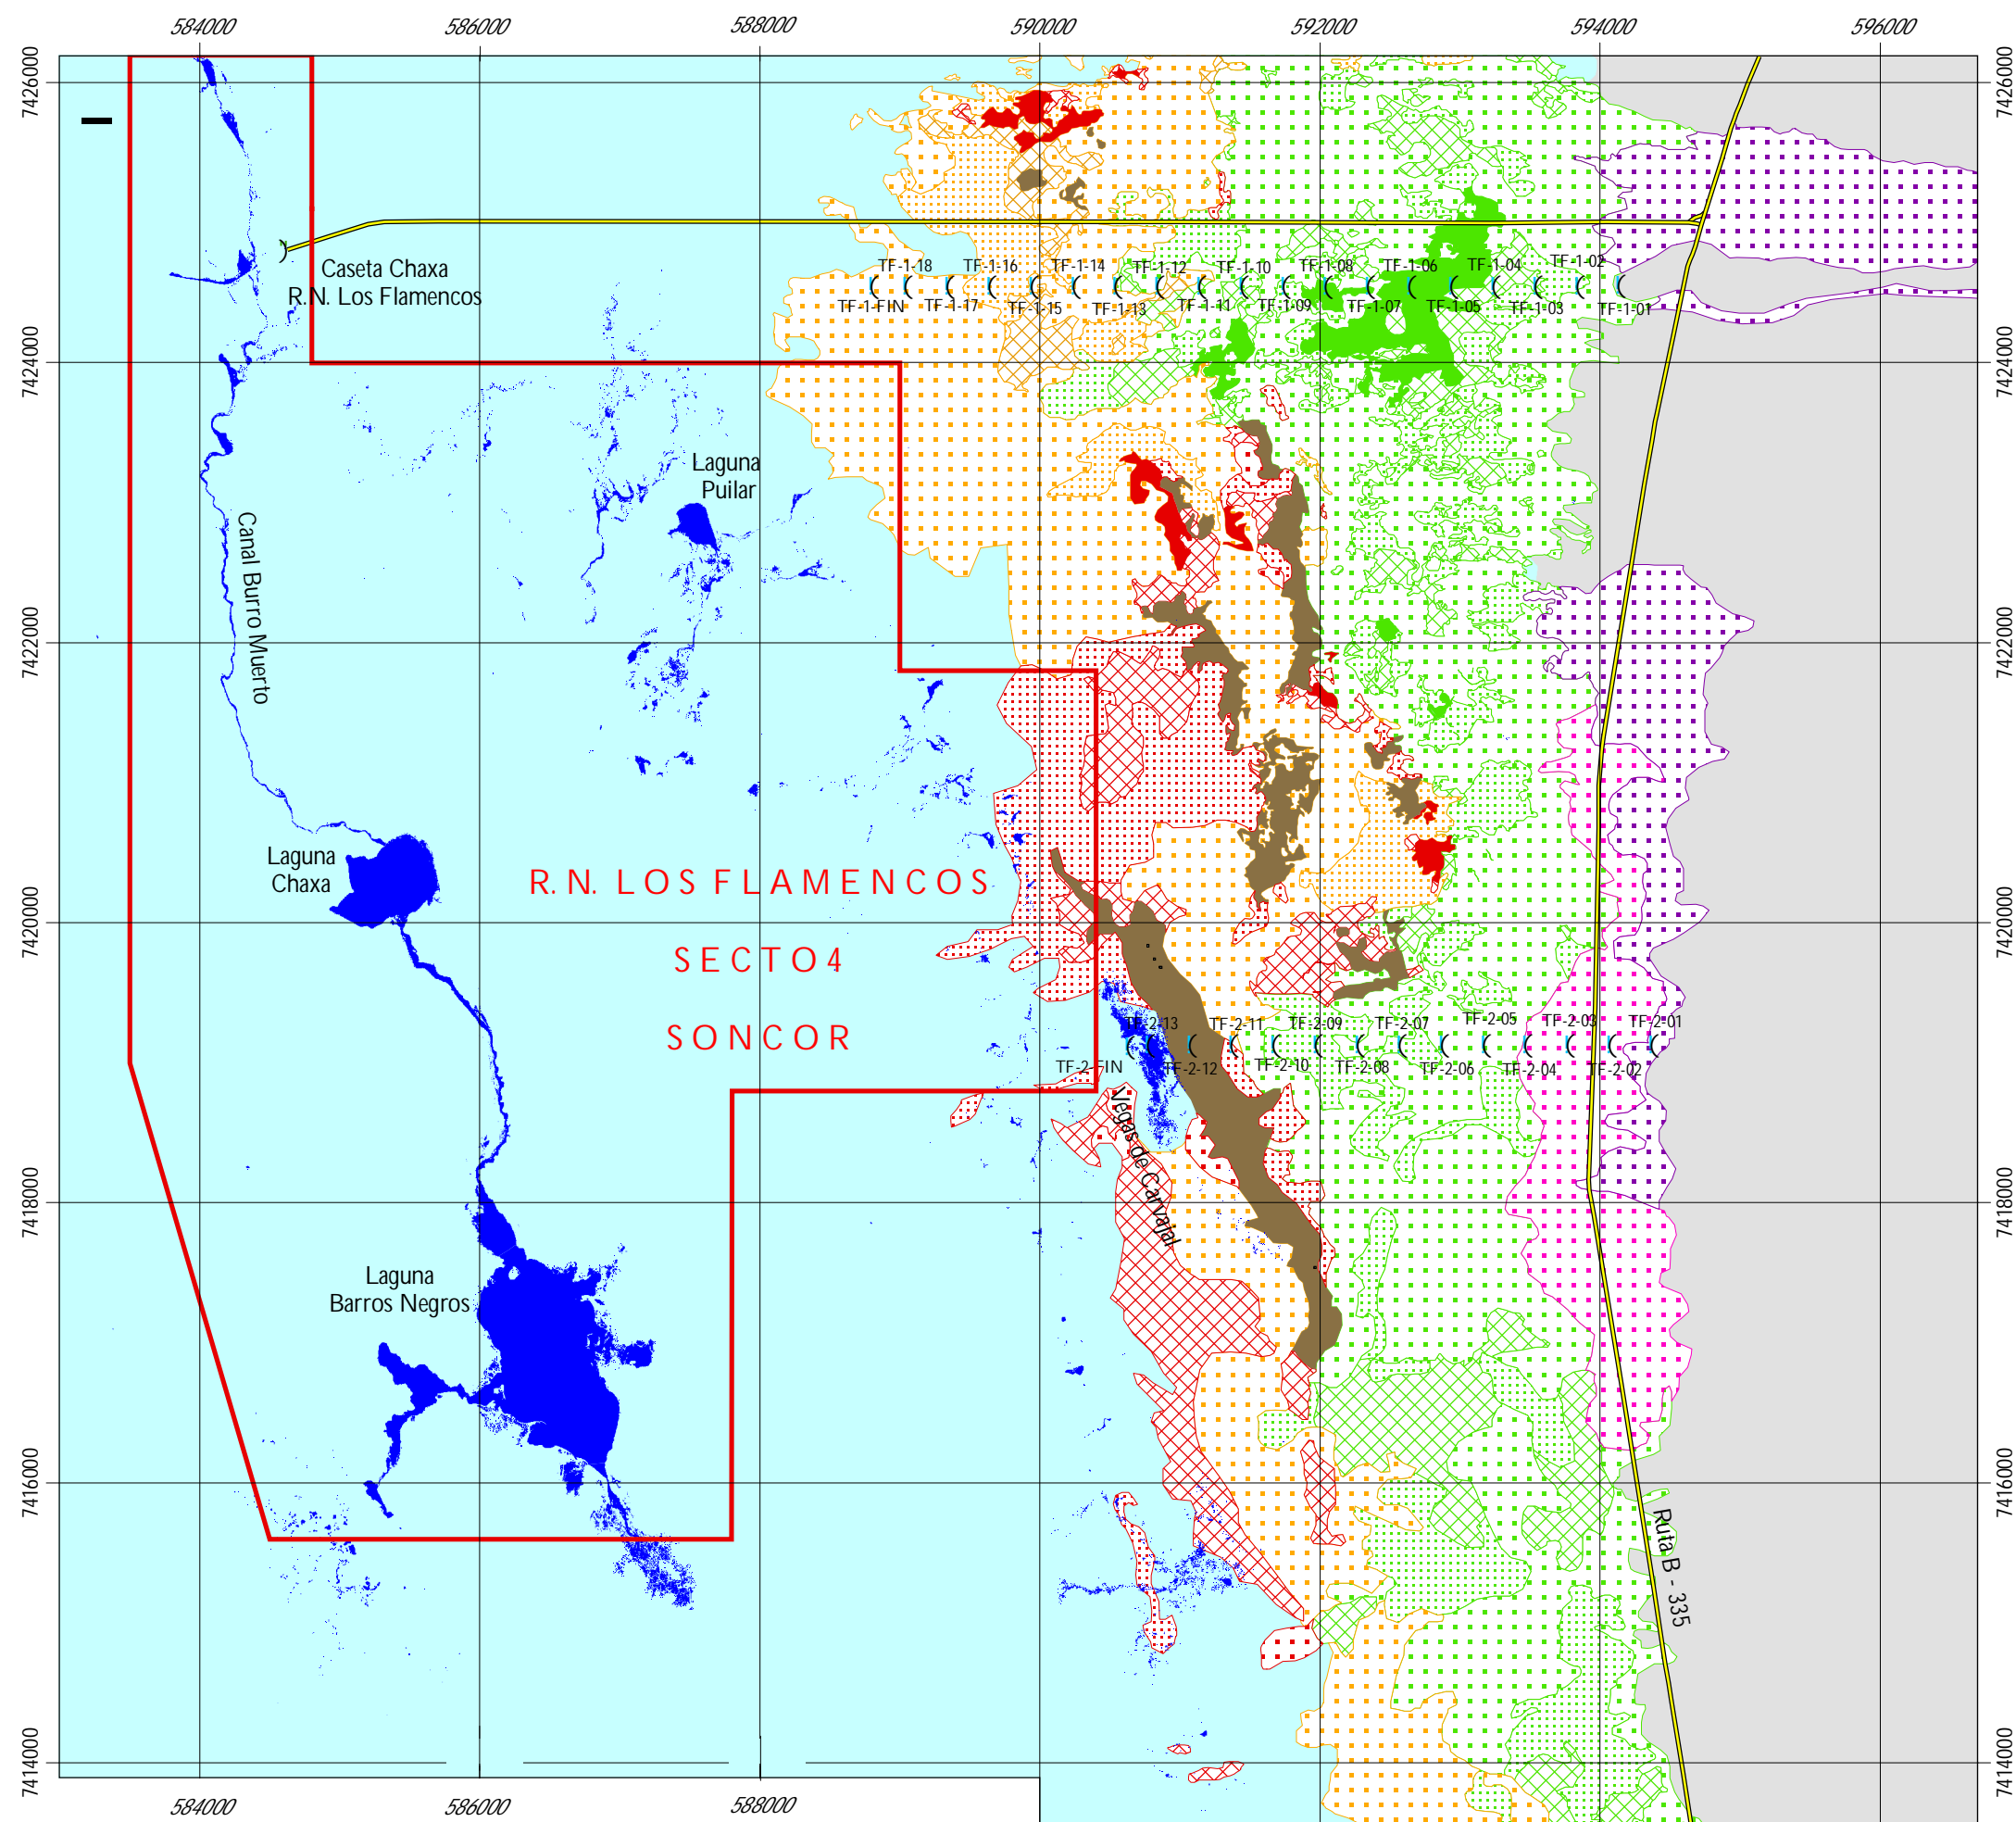 584000
586000
588000
590000
592000
594000
596000
7426000
7426000
TF-1-18
TF-1-16
TF-1-14
TF-1-12
TF-1-10
TF-1-08
TF-1-06
TF-1-04
TF-1-02
Caseta Chaxa
R.N. Los Flamencos
TF-1-FIN
TF-1-17
TF-1-15
TF-1-13
TF-1-11
TF-1-09
TF-1-07
TF-1-05
TF-1-03
TF-1-01
7424000
7424000
Laguna
Puilar
Canal Burro Muerto
7422000
7422000
Laguna
Chaxa
R. N. LOS FLAMENCOS
SECTO4
SONCOR
7420000
7420000
TF-2-13
TF-2-11
TF-2-09
TF-2-07
TF-2-05
TF-2-03
TF-2-01
TF-2-FIN
TF-2-12
TF-2-10
TF-2-08
TF-2-06
TF-2-04
TF-2-02
Vegas de Carvajal
7418000
7418000
Laguna
Barros Negros
7416000
7416000
Ruta B - 335
7414000
7414000
584000
586000
588000